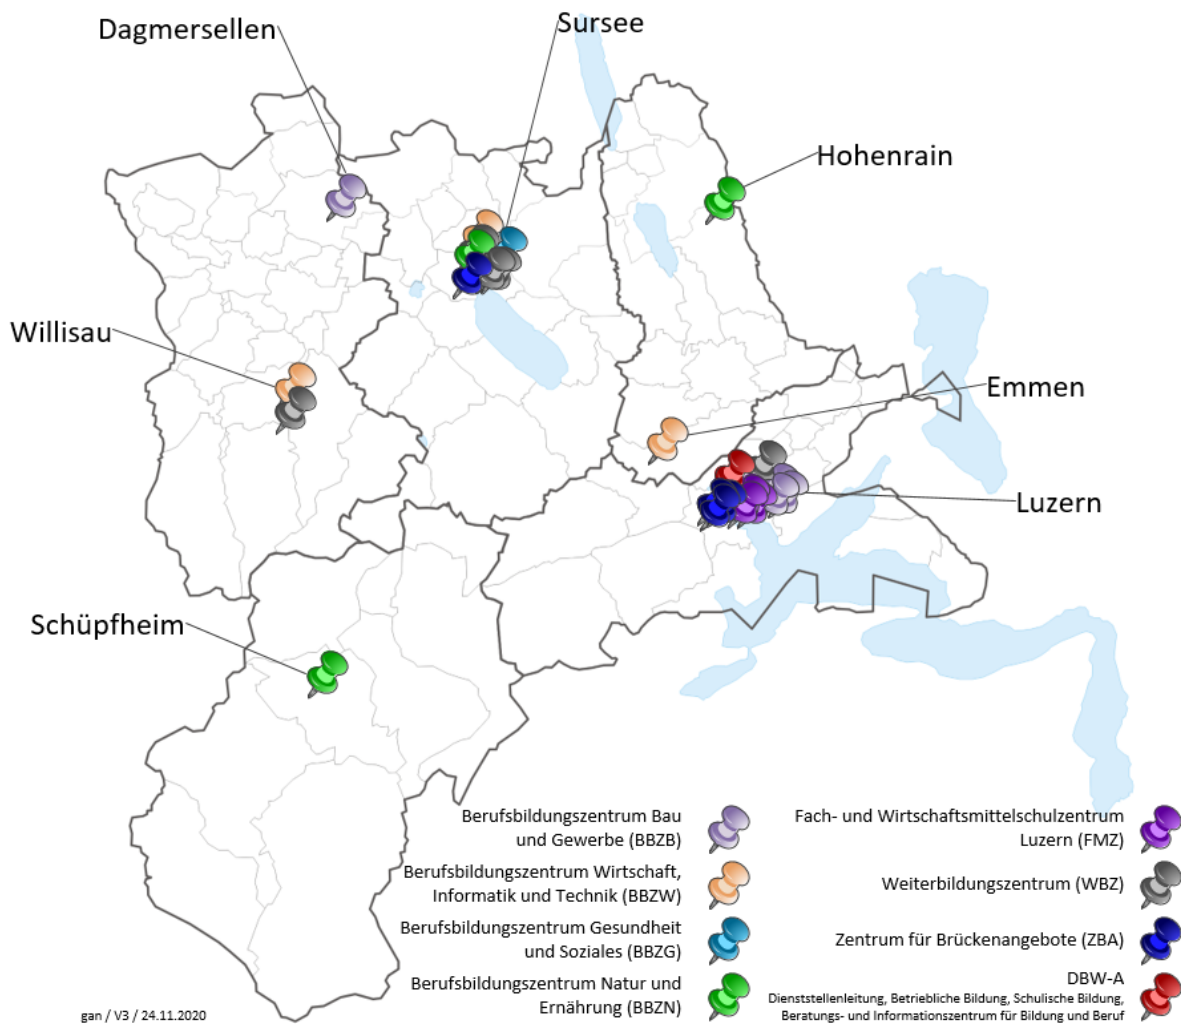 Dagmersellen
Sursee
Hohenrain
Willisau
Emmen
Luzern
Schüpfheim
Berufsbildungszentrum Bau
und Gewerbe (BBZB)
Berufsbildungszentrum Wirtschaft,
Informatik und Technik (BBZW)
Berufsbildungszentrum Gesundheit
und Soziales (BBZG)
Berufsbildungszentrum Natur und
Ernährung (BBZN)
Fach- und Wirtschaftsmittelschulzentrum
Luzern (FMZ)
Weiterbildungszentrum (WBZ)
Zentrum für Brückenangebote (ZBA)
DBW-A
Dienststellenleitung, Betriebliche Bildung, Schulische Bildung,
Beratungs- und Informationszentrum für Bildung und Beruf
gan / V3 / 24.11.2020